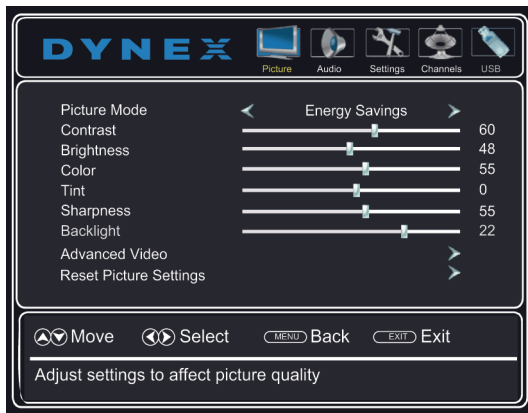 DYNEX
Picture Audio Settings Channels USB
Picture Mode Energy Savings
Contrast 60
Brightness 48
Color 55
Tint 0
Sharpness 55
Backlight 22
Advanced Video
Reset Picture Settings
Move Select MENU Back EXIT Exit
Adjust settings to affect picture quality